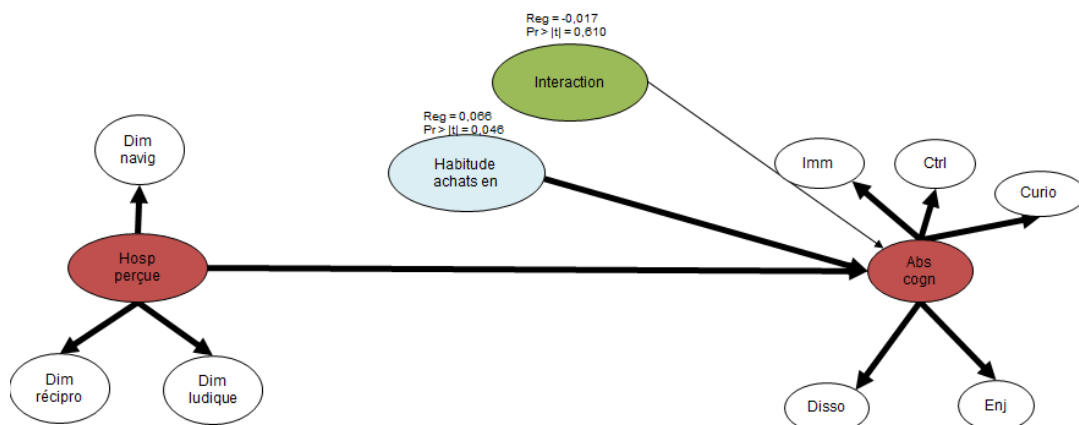 Reg = -0,017
Pr > |t| = 0,610
Interaction
Reg = 0,066
Pr > |t| = 0,046
Habitude
achats en
Dim
navig
Imm
Ctrl
Curio
Hosp
perçue
Abs
cogn
Dim
récipro
Dim
ludique
Disso
Enj